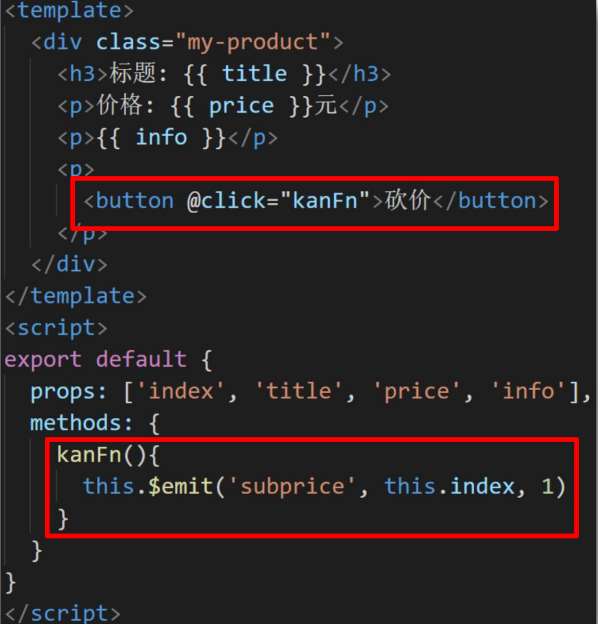 <template>
<div class="my-product">
<h3>标题: {{ title }}</h3>
<p>价格: {{ price }}元</p>
<p>{{ info }}</p>
<p>
<button @click="kanFn">砍价</button>
</p>
</div>
</template>
<script>
export default {
props: ['index', 'title', 'price', 'info'],
methods: {
kanFn(){
this.$emit('subprice', this.index, 1)
}
}
}
</script>